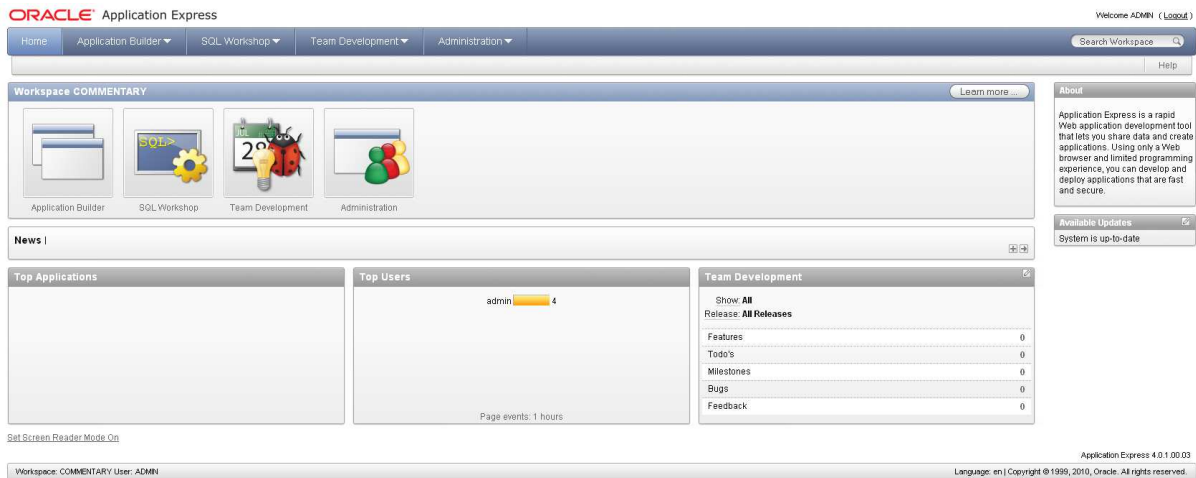 ORACLE Application Express
Welcome ADMIN ( Logout )
Home Application Builder SQL Workshop Team Development Administration
Search Workspace
Help
Workspace COMMENTARY
Learn more ...
SQL>
JUL
28
Application Builder
SQL Workshop
Team Development
Administration
About
Application Express is a rapid
Web application development tool
that lets you share data and create
applications. Using only a Web
browser and limited programming
experience, you can develop and
deploy applications that are fast
and secure.
News |
Available Updates
System is up-to-date
Top Applications
Top Users
admin 4
Page events: 1 hours
Team Development
Show: All
Release: All Releases
Features 0
Todo's 0
Milestones 0
Bugs 0
Feedback 0
Set Screen Reader Mode On
Application Express 4.0.1.00.03
Workspace: COMMENTARY User: ADMIN
Language: en | Copyright © 1999, 2010, Oracle. All rights reserved.